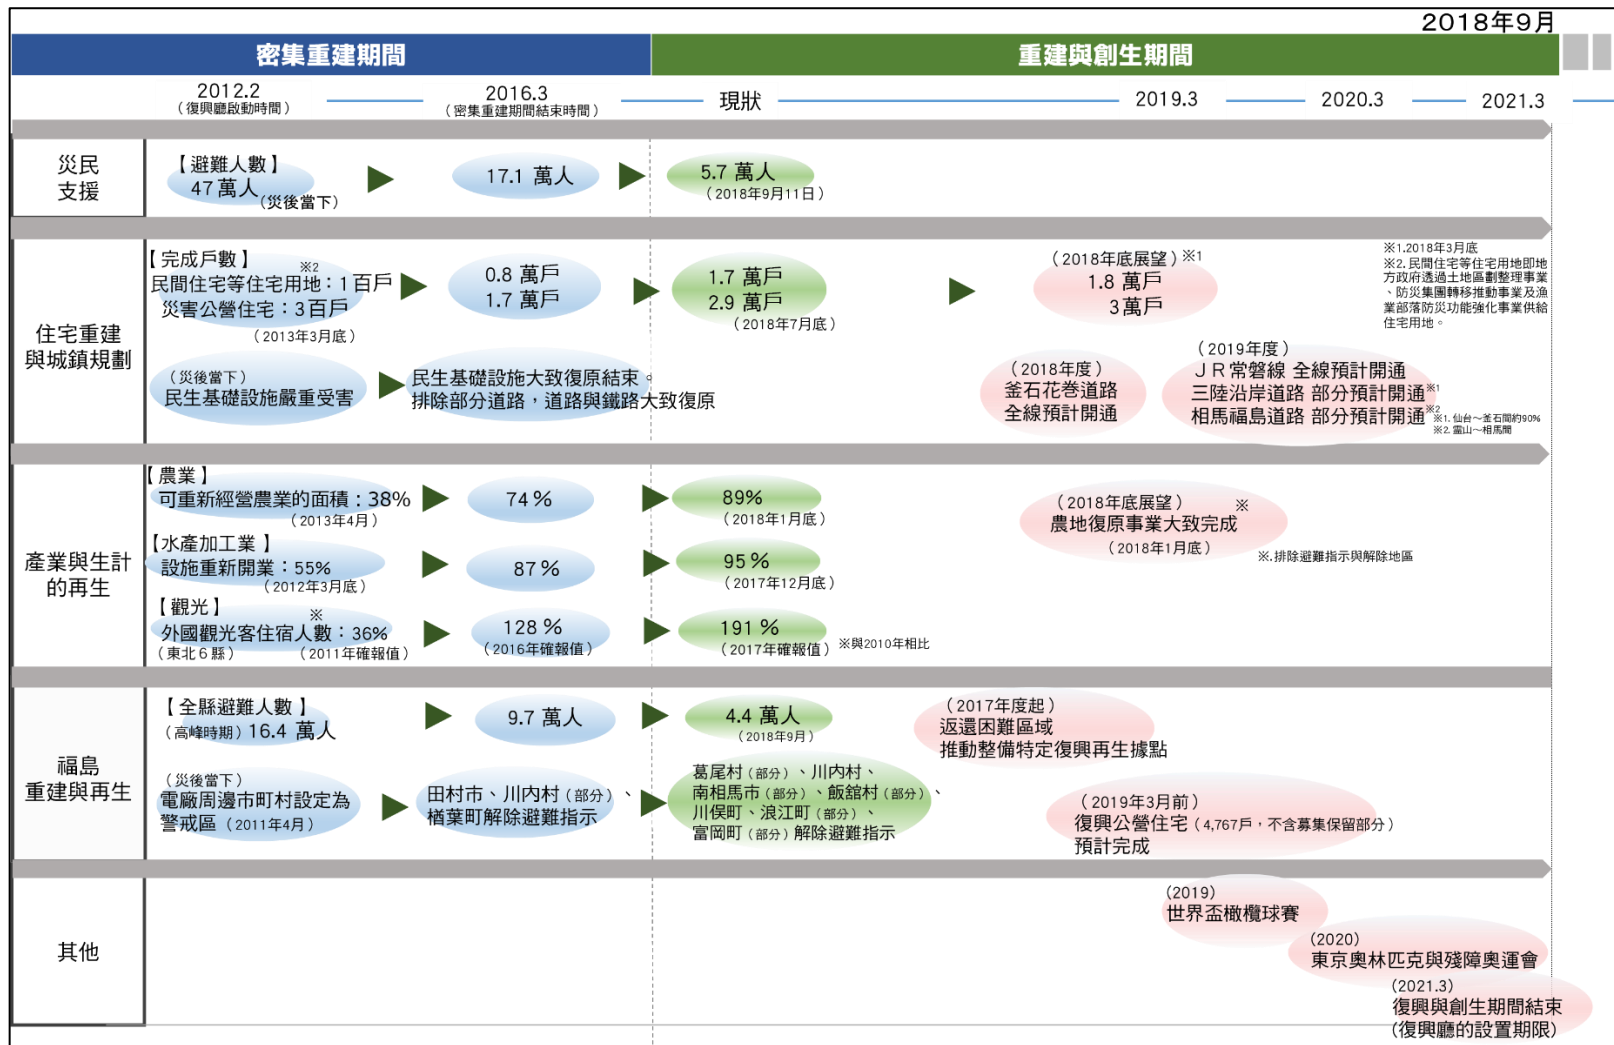 2018年9月
密集重建期間
重建與創生期間
2012.2
(復興廳啟動時間)
2016.3
(密集重建期間結束時間)
現狀
2019.3
2020.3
2021.3
災民
支援
【避難人數】
47萬人
(災後當下)
17.1 萬人
5.7 萬人
(2018年9月11日)
住宅重建
與城鎮規劃
【完成戶數】
※2
民間住宅等住宅用地：1百戶
災害公營住宅：3百戶
(2013年3月底)
0.8 萬戶
1.7 萬戶
1.7 萬戶
2.9 萬戶
(2018年7月底)
(2018年底展望) ※1
1.8 萬戶
3萬戶
※1.2018年3月底
※2.民間住宅等住宅用地即地
方政府透過土地區劃整理事業
、防災集團轉移推動事業及漁
業部落防災功能強化事業供給
住宅用地。
(災後當下)
民生基礎設施嚴重受害
民生基礎設施大致復原結束。
排除部分道路，道路與鐵路大致復原
(2018年度)
釜石花巻道路
全線預計開通
(2019年度)
ＪＲ常磐線 全線預計開通
三陸沿岸道路 部分預計開通※1
相馬福島道路 部分預計開通※2
※1.仙台～釜石間約90%
※2.霊山～相馬間
產業與生計
的再生
【農業】
可重新經營農業的面積：38%
(2013年4月)
74%
89%
(2018年1月底)
(2018年底展望)
※
農地復原事業大致完成
(2018年1月底)
※.排除避難指示與解除地區
【水產加工業】
設施重新開業：55%
(2012年3月底)
87%
95%
(2017年12月底)
【觀光】
※
外國觀光客住宿人數：36%
(東北6縣) (2011年確報值)
128%
(2016年確報值)
191%
(2017年確報值)
※與2010年相比
福島
重建與再生
【全縣避難人數】
(高峰時期) 16.4 萬人
9.7 萬人
4.4 萬人
(2018年9月)
(2017年度起)
返還困難區域
推動整備特定復興再生據點
(災後當下)
電廠周邊市町村設定為
警戒區 (2011年4月)
田村市、川內村(部分)、
楢葉町解除避難指示
葛尾村(部分)、川內村、
南相馬市(部分)、飯舘村(部分)、
川俣町、浪江町(部分)、
富岡町(部分)解除避難指示
(2019年3月前)
復興公營住宅(4,767戶，不含募集保留部分)
預計完成
其他
(2019)
世界盃橄欖球賽
(2020)
東京奧林匹克與殘障奧運會
(2021.3)
復興與創生期間結束
(復興廳的設置期限)